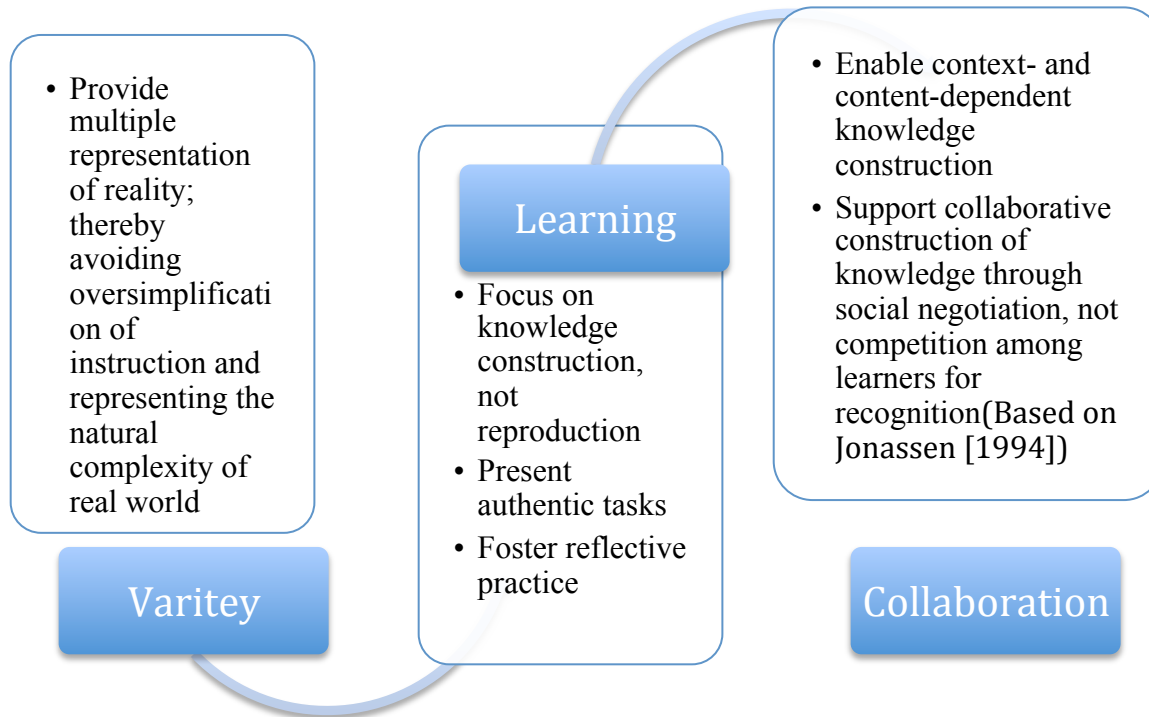 • Provide
multiple
representation
of reality;
thereby
avoiding
oversimplificati
on of
instruction and
representing the
natural
complexity of
real world
Varitey
Learning
• Focus on
knowledge
construction,
not
reproduction
• Present
authentic tasks
• Foster reflective
practice
• Enable context- and
content-dependent
knowledge
construction
• Support collaborative
construction of
knowledge through
social negotiation, not
competition among
learners for
recognition(Based on
Jonassen [1994])
Collaboration